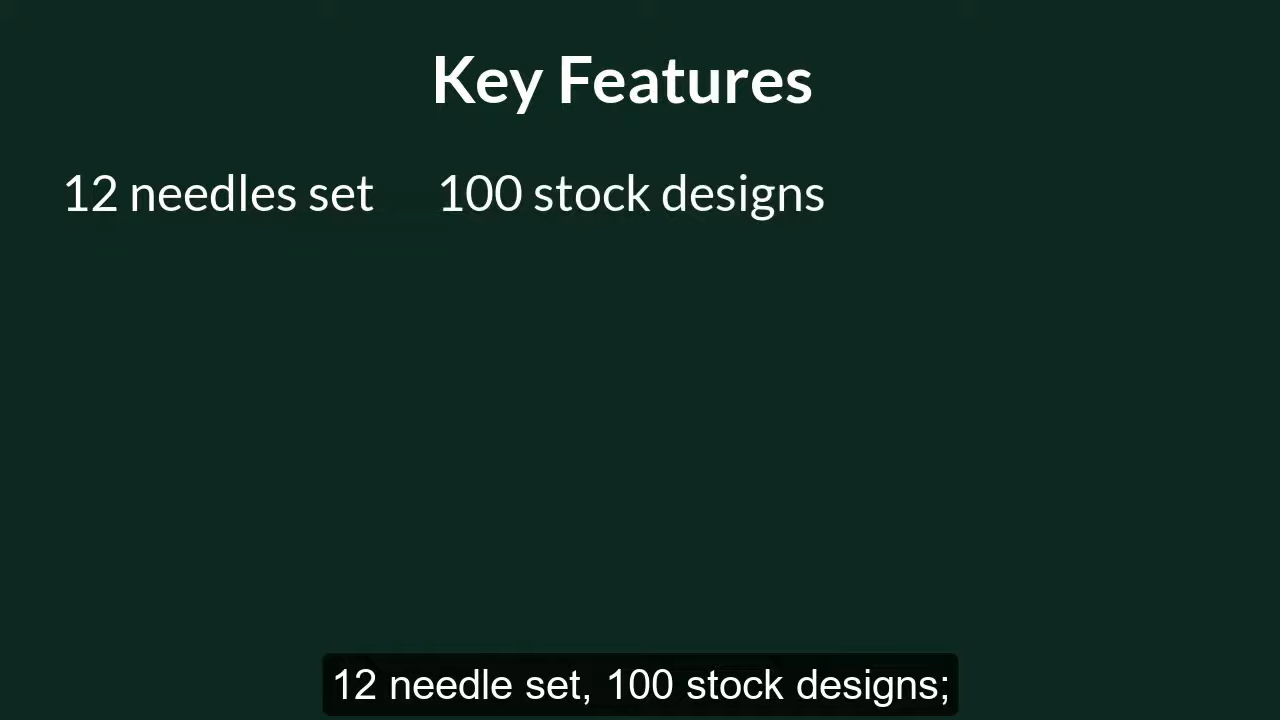 Key Features
12 needles set 100 stock designs
12 needle set, 100 stock designs;